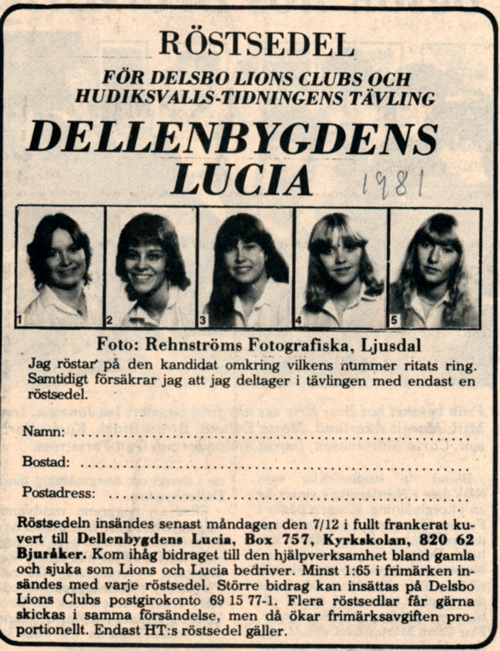 RÖSTSEDEL
FÖR DELSBO LIONS CLUBS OCH
HUDIKSVALLS-TIDNINGENS TÄVLING
DELLENBYGDENS
LUCIA 1981
1 2 3 4 5
Foto: Rehnströms Fotografiska, Ljusdal
Jag röstar på den kandidat omkring vilkens nummer ritats ring.
Samtidigt försäkrar jag att jag deltager i tävlingen med endast en
röstsedel.
Namn: ........................................................
Bostad: ........................................................
Postadress: ........................................................
Röstsedeln insändes senast måndagen den 7/12 i fullt frankerat ku-
vert till Dellenbygdens Lucia, Box 757, Kyrkskolan, 820 62
Bjuråker. Kom ihåg bidraget till den hjälpverksamhet bland gamla
och sjuka som Lions och Lucia bedriver. Minst 1:65 i frimärken in-
sändes med varje röstsedel. Större bidrag kan insättas på Delsbo
Lions Clubs postgirokonto 69 15 77-1. Flera röstsedlar får gärna
skickas i samma försändelse, men då ökar frimärksavgiften pro-
portionellt. Endast HT:s röstsedel gäller.